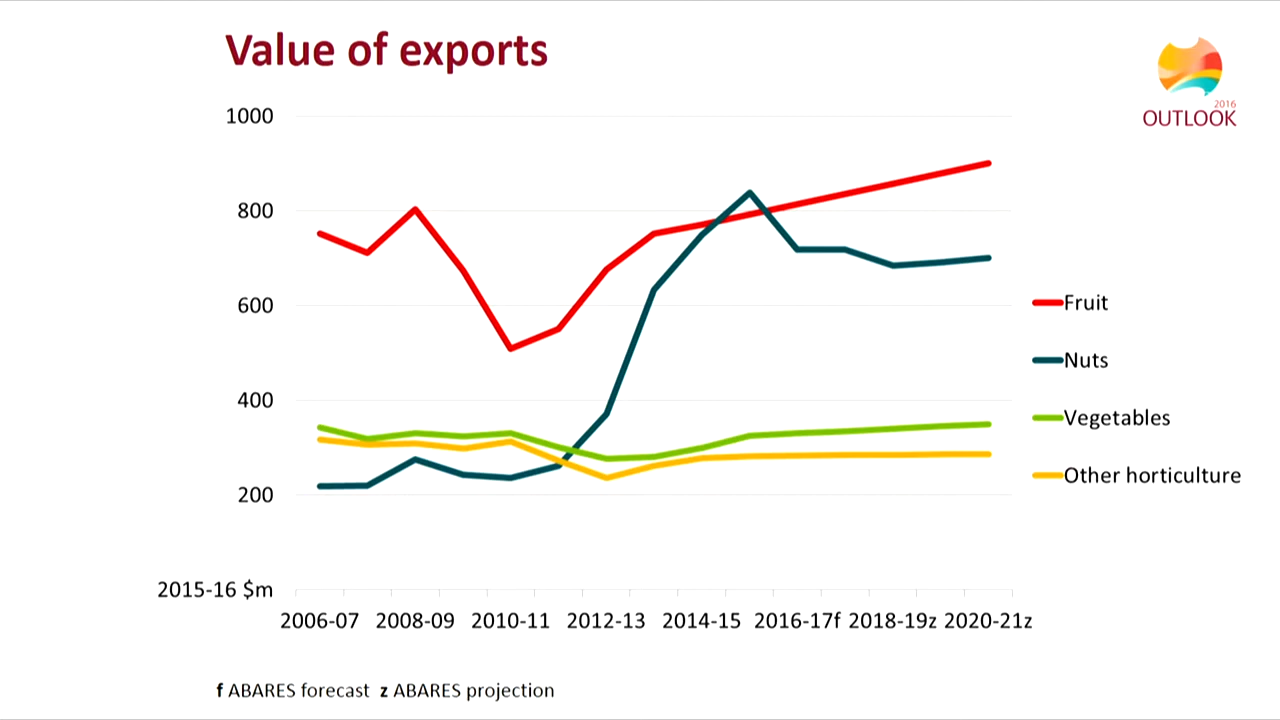 Value of exports
2016
OUTLOOK
1000
800
600
400
200
2015-16 $m
2006-07 2008-09 2010-11 2012-13 2014-15 2016-17f 2018-19z 2020-21z
Fruit
Nuts
Vegetables
Other horticulture
f ABARES forecast z ABARES projection